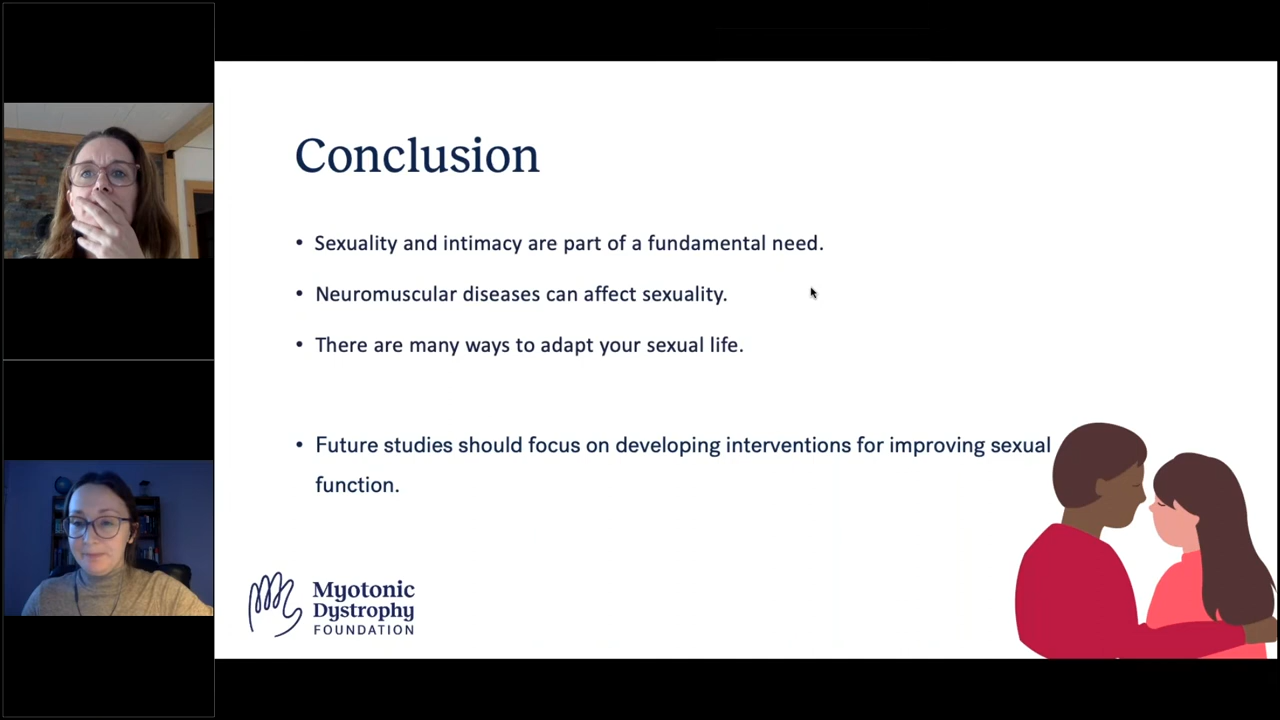 Conclusion
• Sexuality and intimacy are part of a fundamental need.
• Neuromuscular diseases can affect sexuality.
• There are many ways to adapt your sexual life.
• Future studies should focus on developing interventions for improving sexual
function.
Myotonic
Dystrophy
FOUNDATION